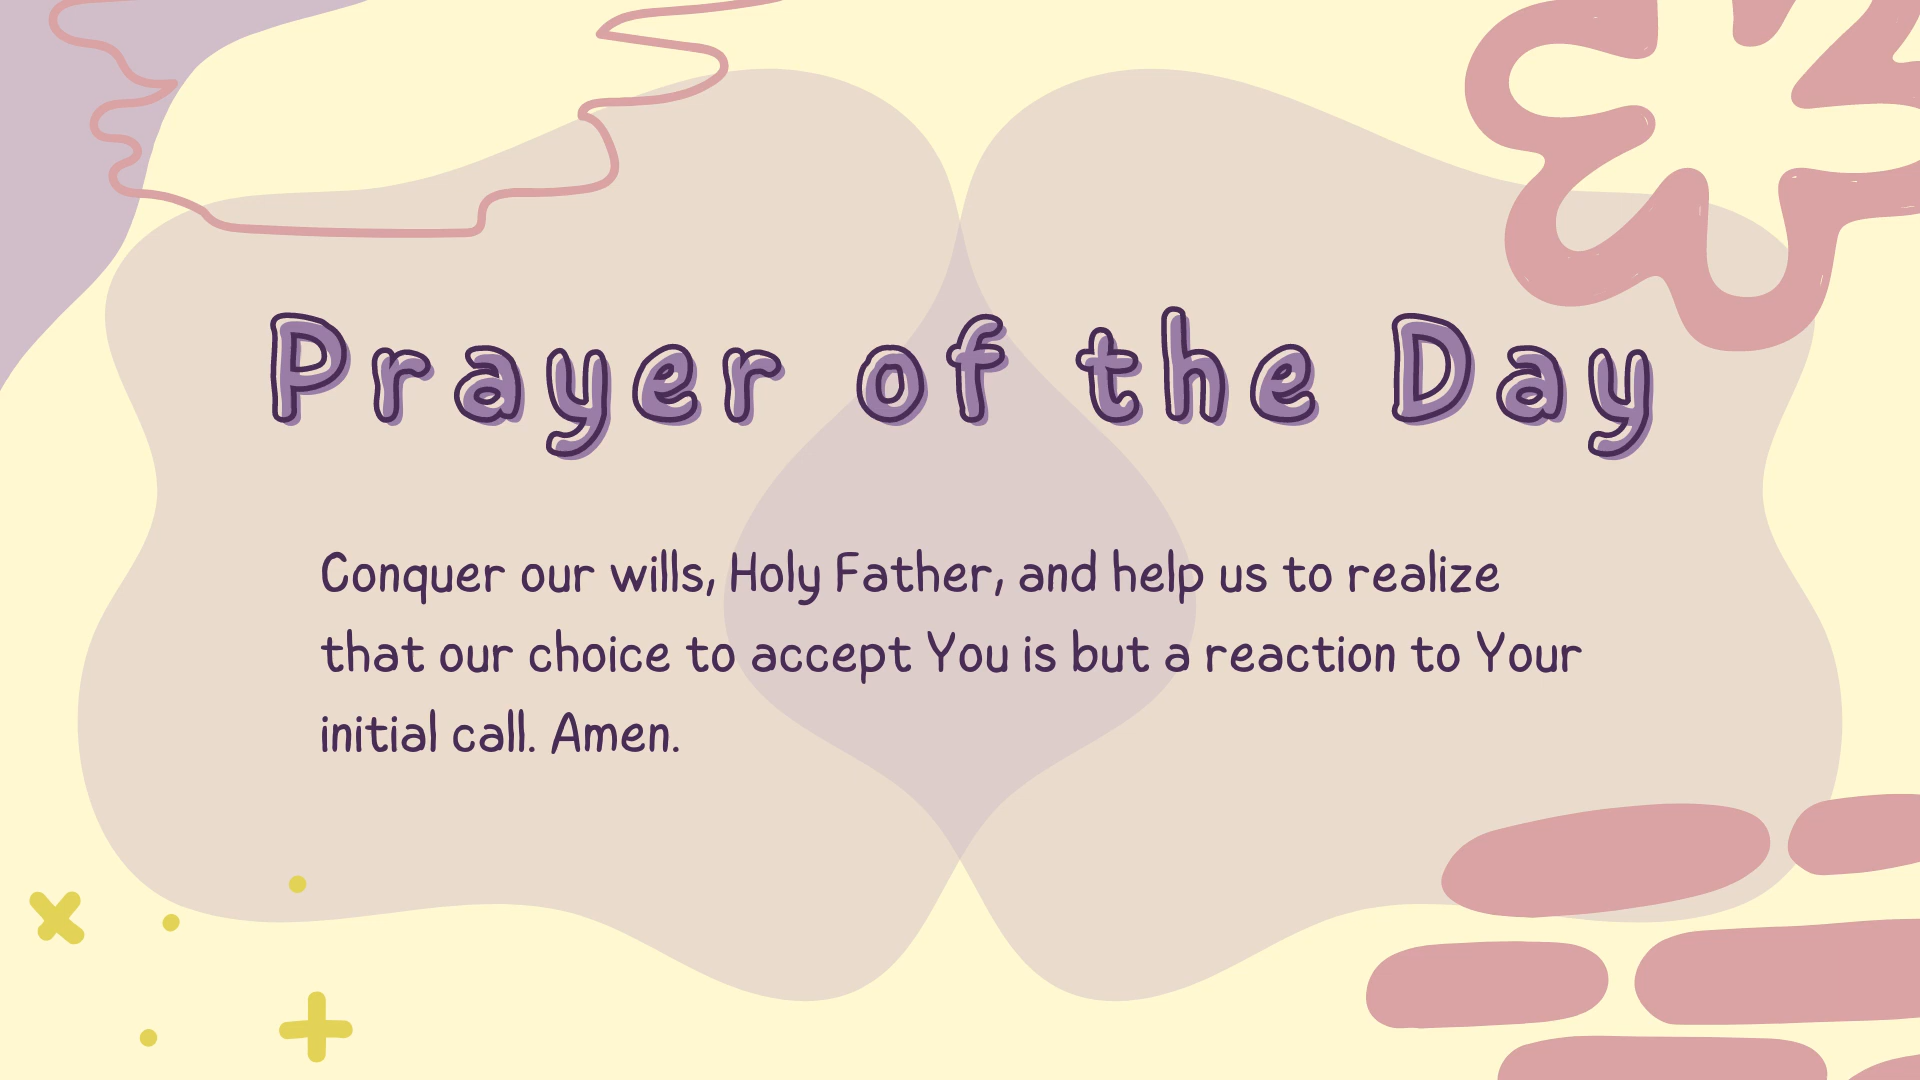 Prayer of the Day
Conquer our wills, Holy Father, and help us to realize
that our choice to accept You is but a reaction to Your
initial call. Amen.